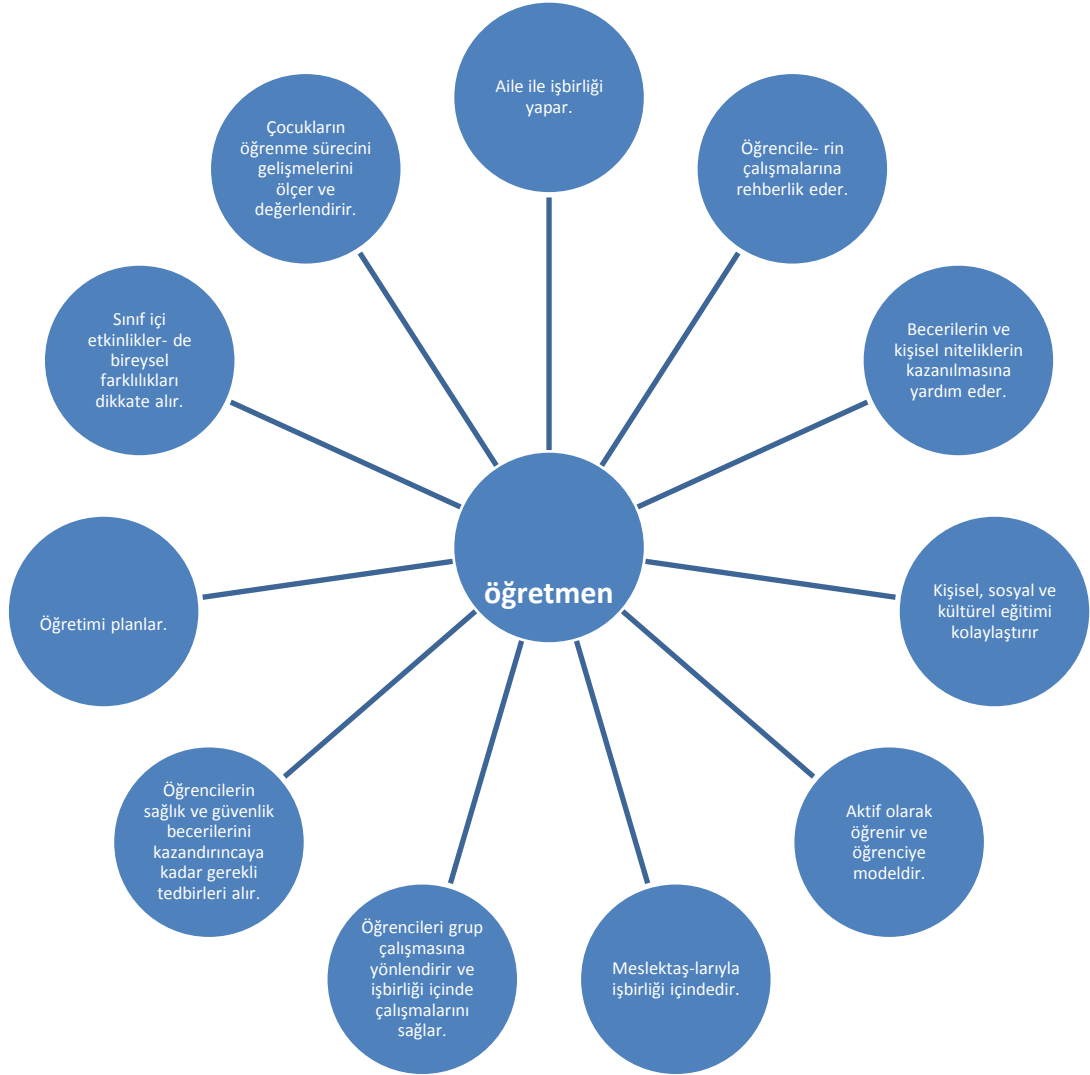 Aile ile işbirliği
yapar.
Öğrencile- rin
çalışmalarına
rehberlik eder.
Becerilerin ve
kişisel niteliklerin
kazanılmasına
yardım eder.
Kişisel, sosyal ve
kültürel eğitimi
kolaylaştırır
Aktif olarak
öğrenir ve
öğrenciye
modeldir.
Meslektaş-larıyla
işbirliği içindedir.
Öğrencileri grup
çalışmasına
yönlendirir ve
işbirliği içinde
çalışmalarını
sağlar.
Öğrencilerin
sağlık ve güvenlik
becerilerini
kazandırıncaya
kadar gerekli
tedbirleri alır.
Öğretimi planlar.
Sınıf içi
etkinlikler- de
bireysel
farklılıkları
dikkate alır.
Çocukların
öğrenme sürecini
gelişmelerini
ölçer ve
değerlendirir.
öğretmen